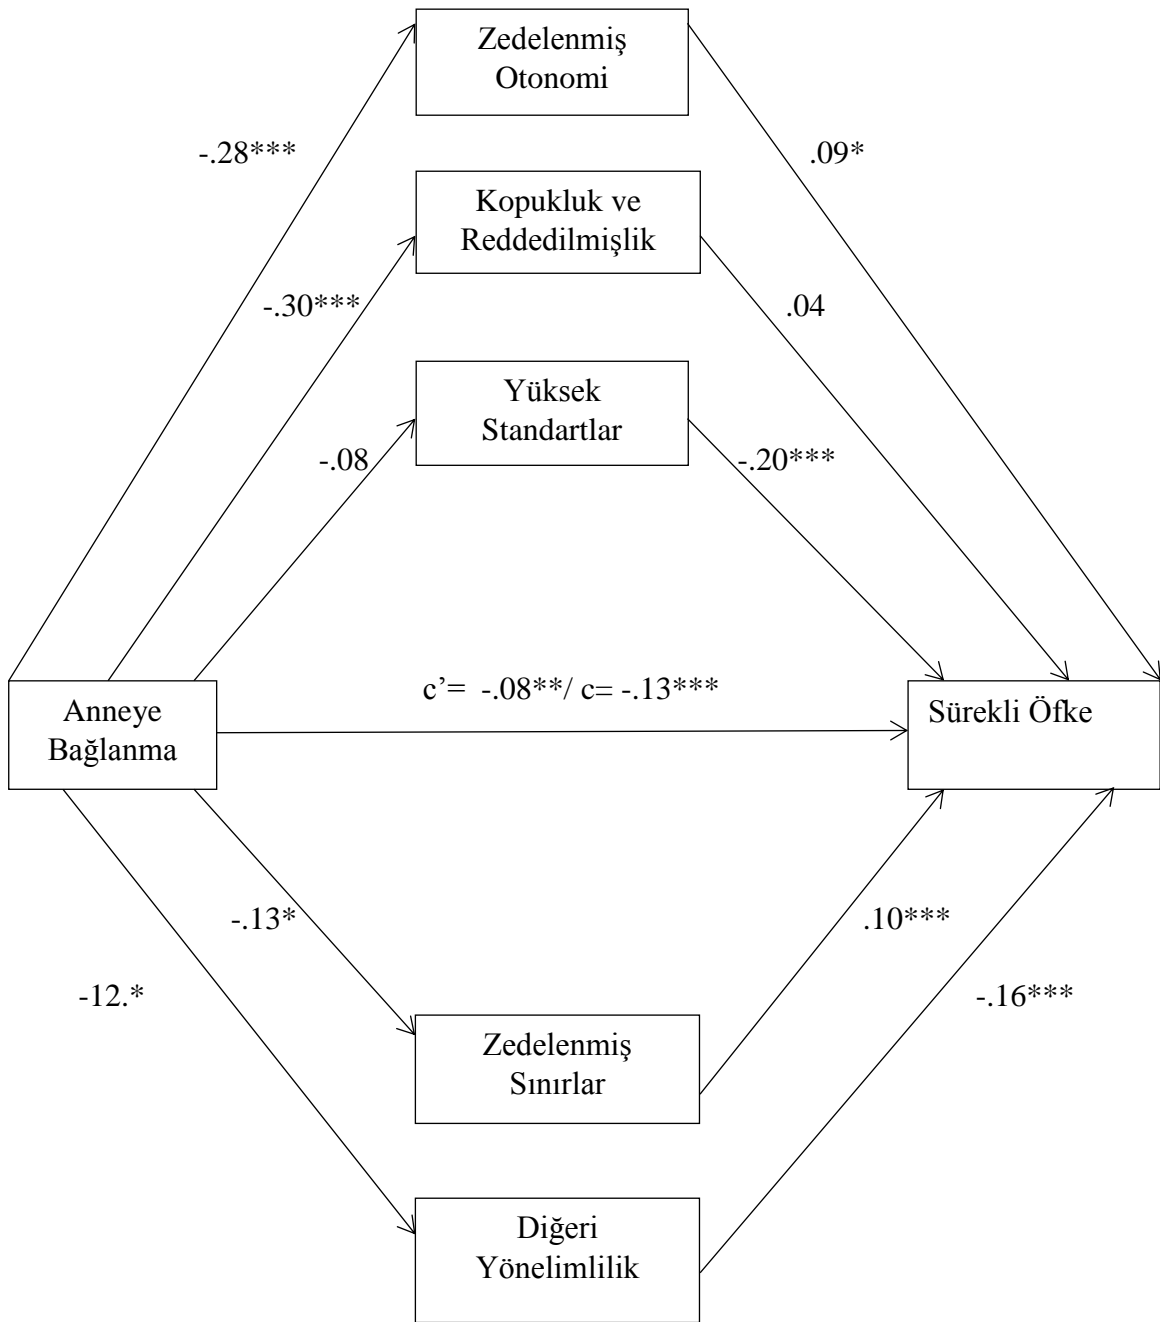 Zedelenmiş
Otonomi
-.28***
.09*
Kopukluk ve
Reddedilmişlik
-.30***
.04
Yüksek
Standartlar
-.08
-.20***
c’= -.08**/ c= -.13***
Anneye
Bağlanma
Sürekli Öfke
-.13*
.10***
-12.*
-.16***
Zedelenmiş
Sınırlar
Diğeri
Yönelimlilik